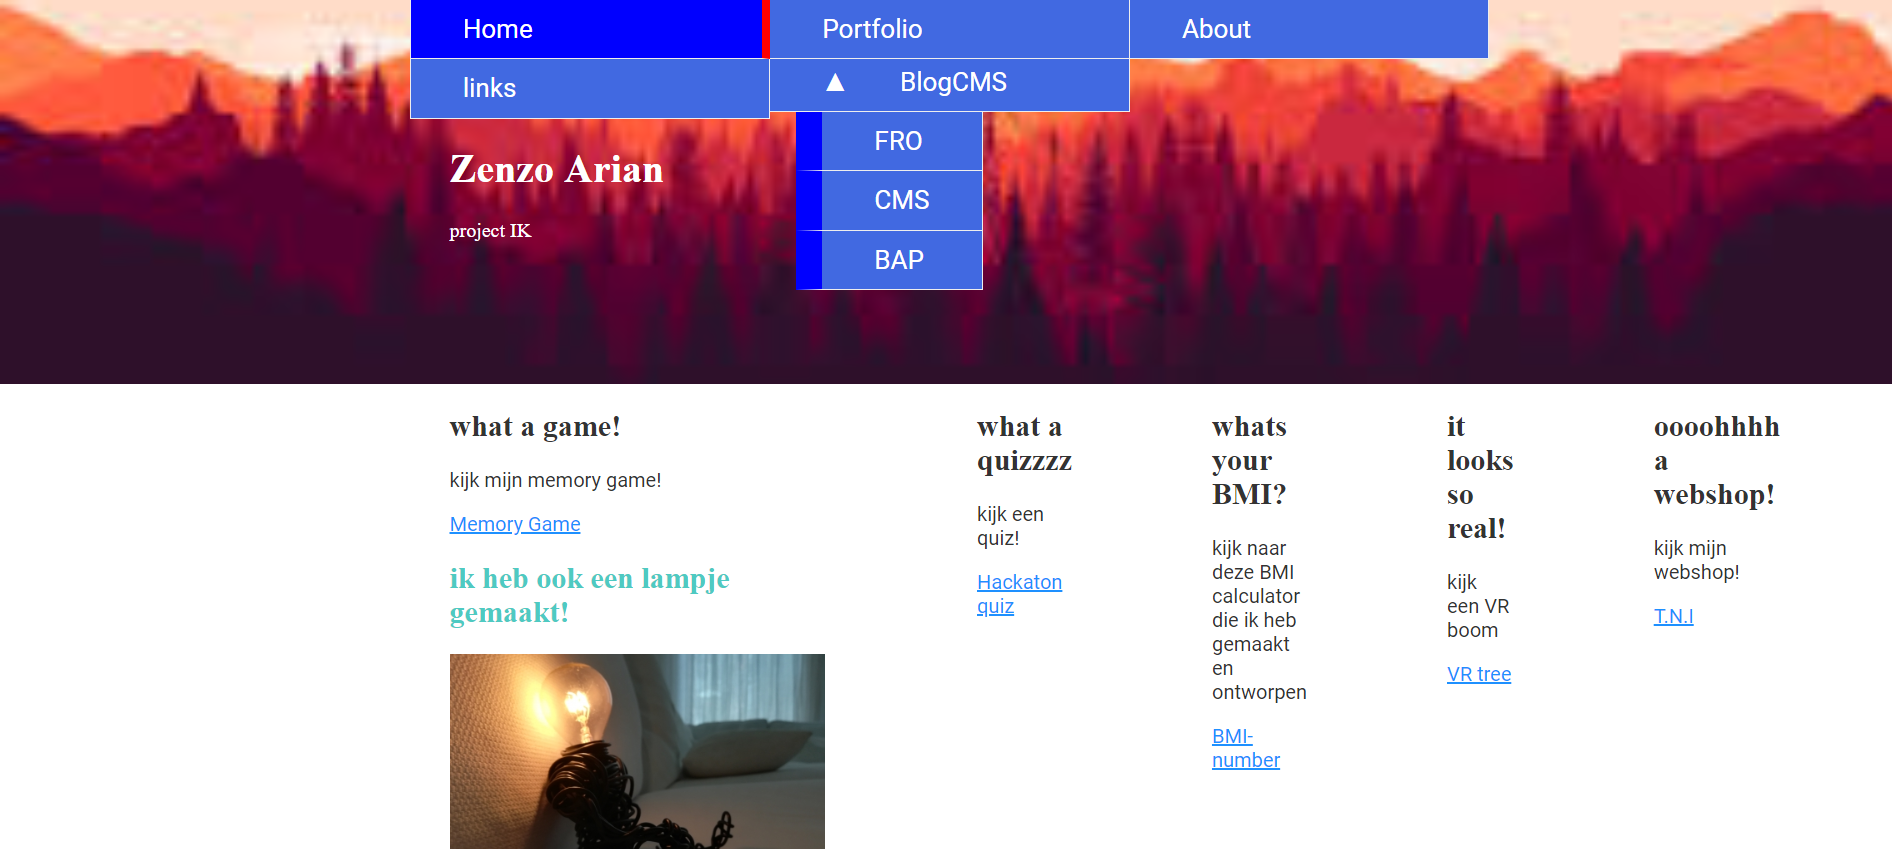 Home
Portfolio
About
links
▲ BlogCMS
FRO
CMS
BAP
Zenzo Arian
project IK
what a game!
kijk mijn memory game!
Memory Game
ik heb ook een lampje
gemaakt!
what a
quizzzz
kijk een
quiz!
Hackaton
quiz
whats
your
BMI?
kijk naar
deze BMI
calculator
die ik heb
gemaakt
en
ontworpen
BMI-
number
it
looks
so
real!
kijk
een VR
boom
VR tree
oooohhhh
a
webshop!
kijk mijn
webshop!
T.N.I